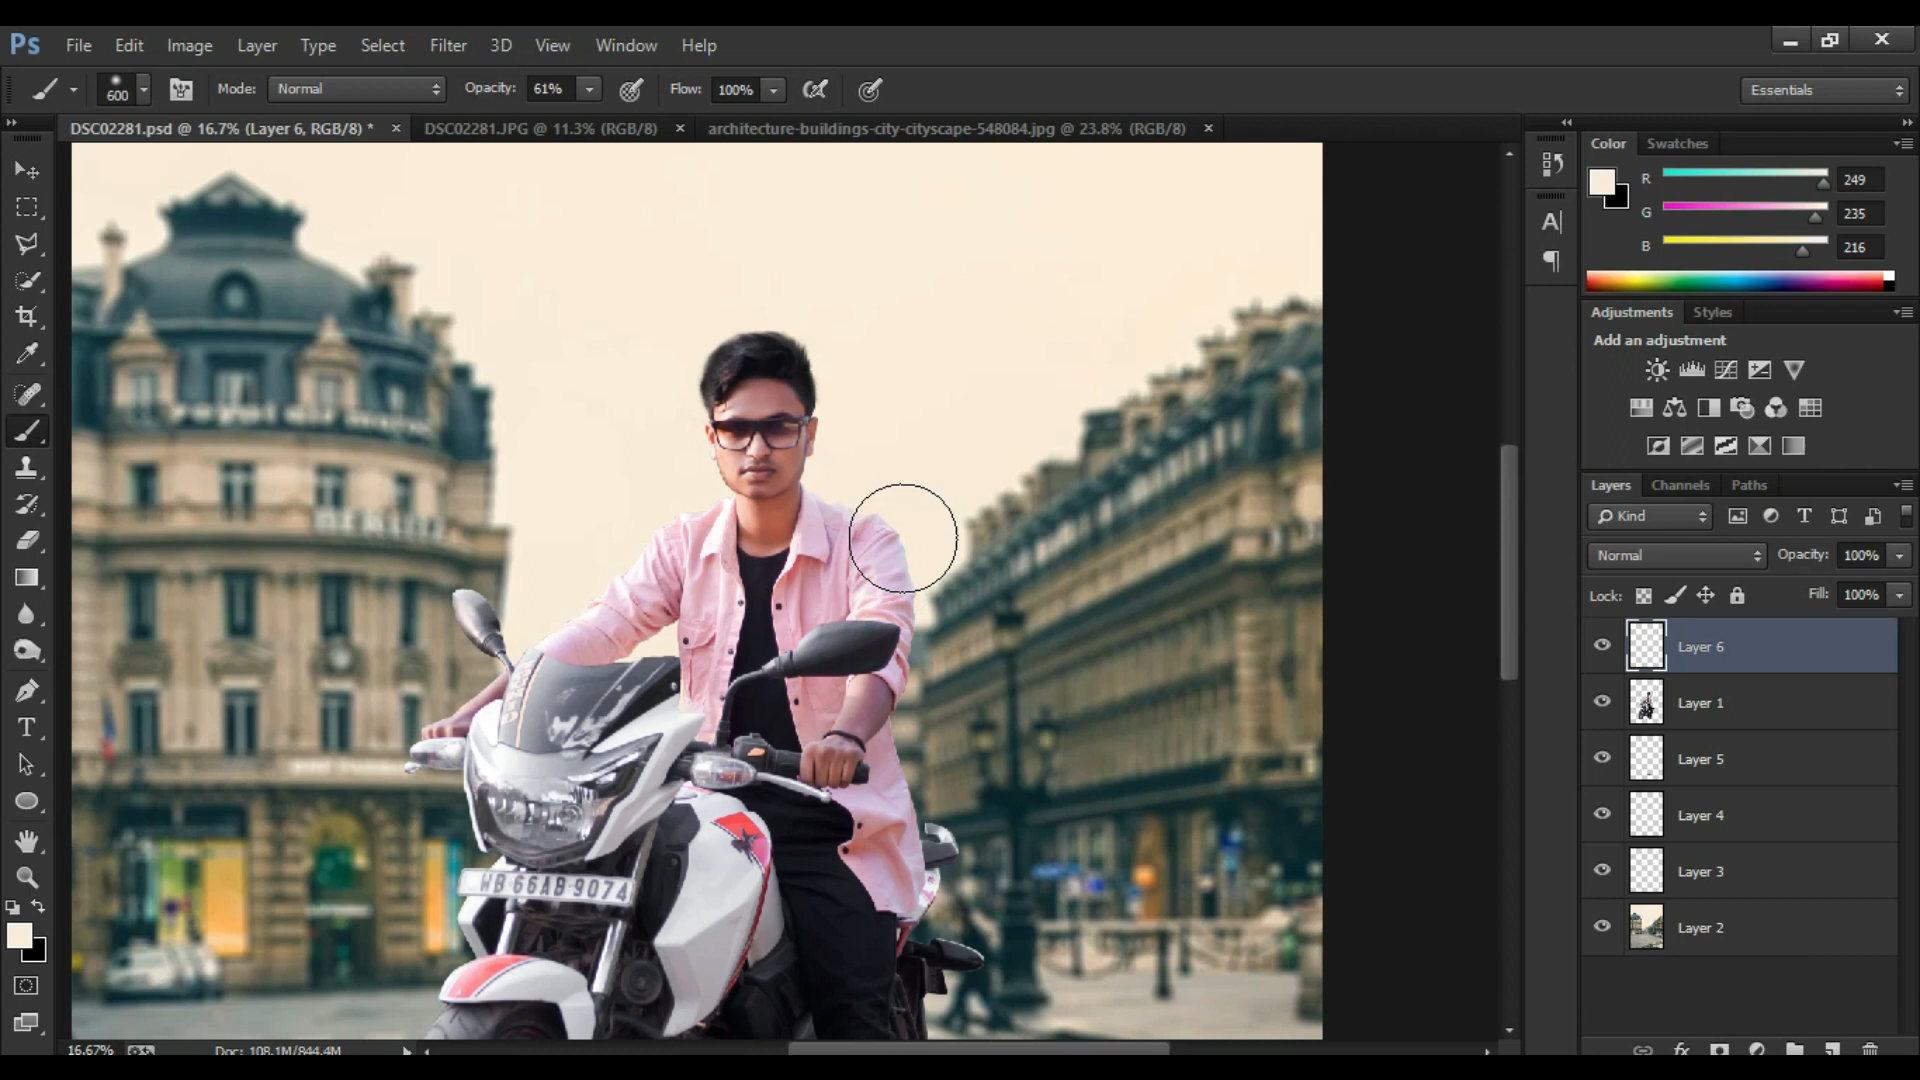 Ps File Edit Image Layer Type Select Filter 3D View Window Help
600 Mode: Normal Opacity: 61% Flow: 100% Essentials
DSC02281.psd @ 16.7% (Layer 6, RGB/8) * × DSC02281.JPG @ 11.3% (RGB/8) × architecture-buildings-city-cityscape-548084.jpg @ 23.8% (RGB/8) ×
Color Swatches
R 249
G 235
B 216
Adjustments Styles
Add an adjustment
Layers Channels Paths
Kind
Normal Opacity: 100%
Lock: Fill: 100%
Layer 6
Layer 1
Layer 5
Layer 4
Layer 3
Layer 2
royal air maroc
BERLITZ
WB 66AB 9074
16.67% Doc: 108.1M/844.4M